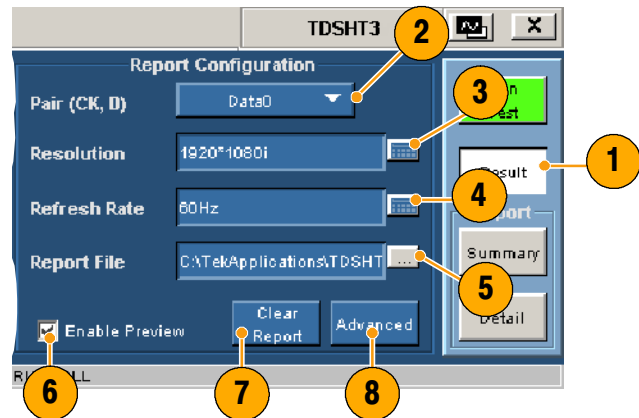 TDSHT3
2
X
Report Configuration
Pair (CK, D)
Data0
3
Resolution
1920*1080i
Result
1
Refresh Rate
60Hz
4
Report File
C:\TekApplications\TDSHT
...
Summary
5
Detail
Enable Preview
Clear
Report
Advanced
6
7
8